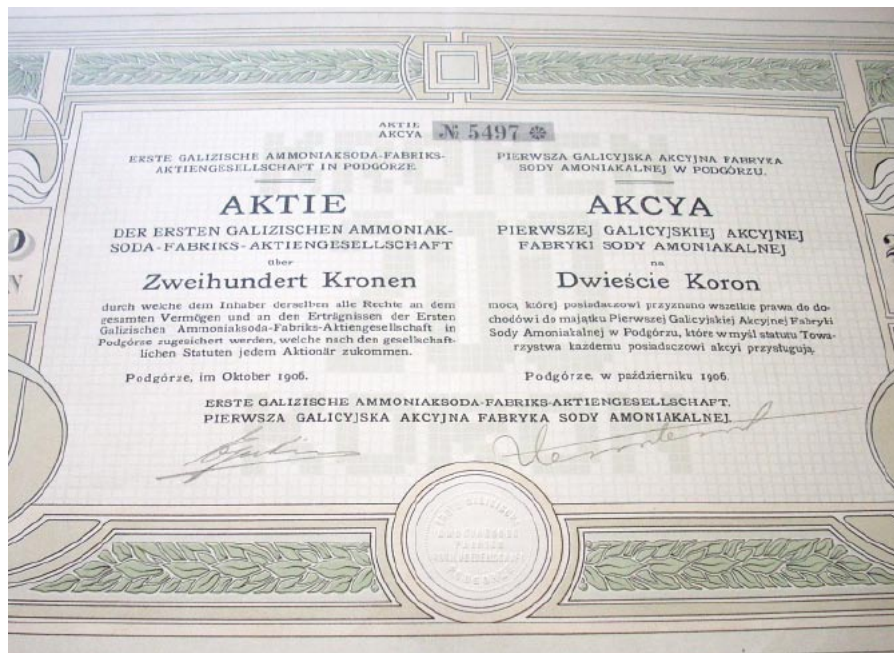 AKTIE
AKCYA № 5497
ERSTE GALIZISCHE AMMONIAKSODA-FABRIKS-
AKTIENGESELLSCHAFT IN PODGÓRZE.
AKTIE
DER ERSTEN GALIZISCHEN AMMONIAK-
SODA-FABRIKS-AKTIENGESELLSCHAFT
über
Zweihundert Kronen
durch welche dem Inhaber derselben alle Rechte an dem
gesamten Vermögen und an den Erträgnissen der Ersten
Galizischen Ammoniaksoda-Fabriks-Aktiengesellschaft in
Podgórze zugesichert werden, welche nach den gesellschaft-
lichen Statuten jedem Aktionär zukommen.
Podgórze, im Oktober 1906.
PIERWSZA GALICYJSKA AKCYJNA FABRYKA
SODY AMONIAKALNEJ W PODGÓRZU.
AKCYA
PIERWSZEJ GALICYJSKIEJ AKCYJNEJ
FABRYKI SODY AMONIAKALNEJ
na
Dwieście Koron
mocą której posiadaczowi przyznano wszelkie prawa do do-
chodów i do majątku Pierwszej Galicyjskiej Akcyjnej Fabryki
Sody Amoniakalnej w Podgórzu, które w myśl statutu Towa-
rzystwa każdemu posiadaczowi akcyi przysługują.
Podgórze, w październiku 1906.
ERSTE GALIZISCHE AMMONIAKSODA-FABRIKS-AKTIENGESELLSCHAFT.
PIERWSZA GALICYJSKA AKCYJNA FABRYKA SODY AMONIAKALNEJ.
KRONEN
200